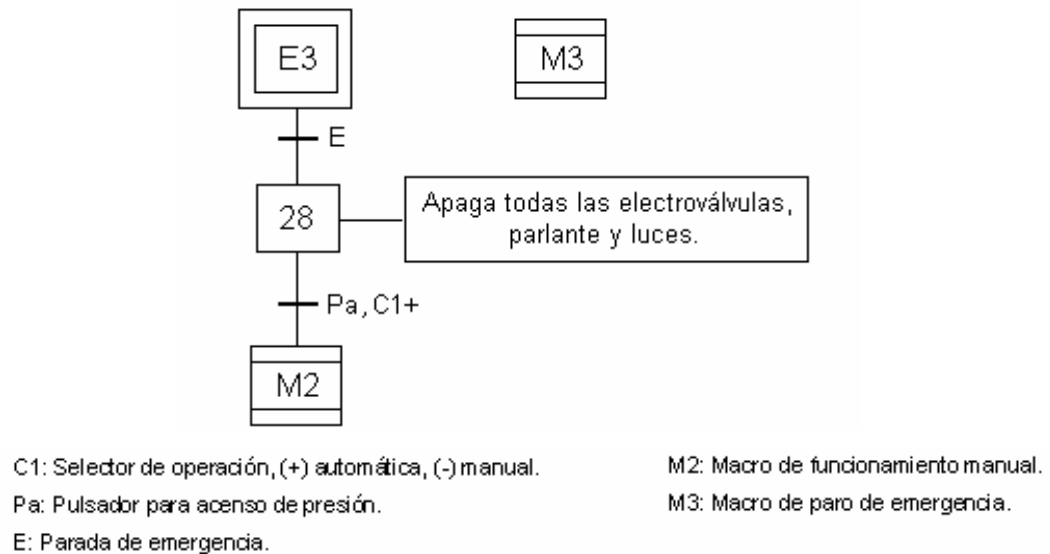 E3
M3
E
28
Apaga todas las electroválvulas,
parlante y luces.
Pa, C1+
M2
C1: Selector de operación, (+) automática, (-) manual.
Pa: Pulsador para acenso de presión.
E: Parada de emergencia.
M2: Macro de funcionamiento manual.
M3: Macro de paro de emergencia.